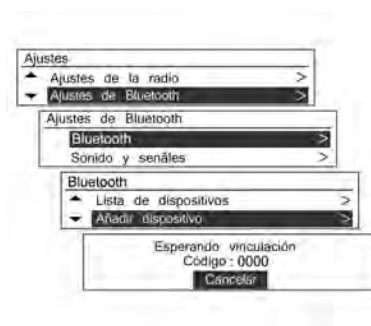 Ajustes
Ajustes de la radio >
Ajustes de Bluetooth >
Ajustes de Bluetooth
Bluetooth >
Sonido y senãles >
Bluetooth
Lista de dispositivos >
Añadir dispositivo >
Esperando vinculación
Código : 0000
Cancelar